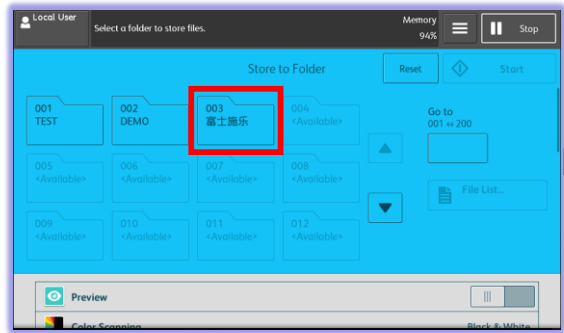 Local User
Select a folder to store files.
Memory
94%
Stop
Store to Folder
Reset
Start
001
TEST
002
DEMO
003
富士施乐
004
<Available>
Go to
001 ↔ 200
005
<Available>
006
<Available>
007
<Available>
008
<Available>
File List...
009
<Available>
010
<Available>
011
<Available>
012
<Available>
Preview
Color Scanning
Black & White